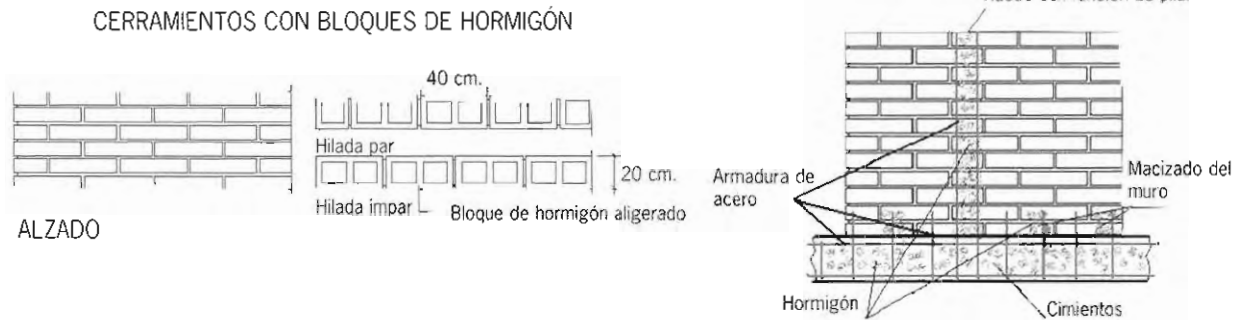 CERRAMIENTOS CON BLOQUES DE HORMIGÓN
40 cm.
Hilada par
20 cm.
Hilada impar
Bloque de hormigón aligerado
ALZADO
Armadura de
acero
Macizado del
muro
Hormigón
Cimientos